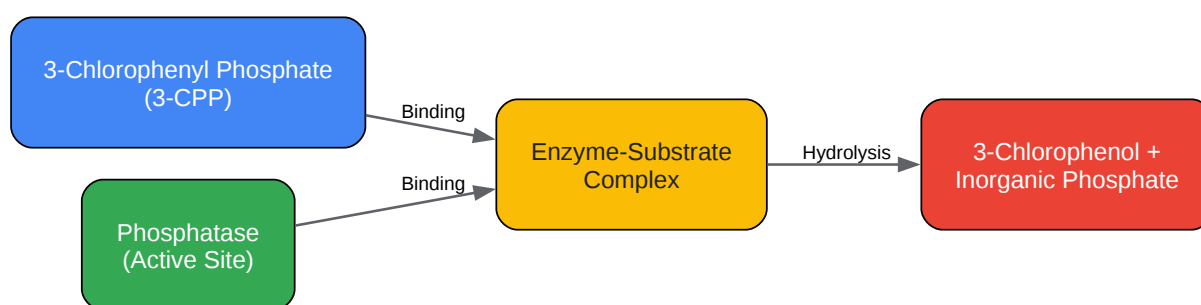 3-Chlorophenyl Phosphate
(3-CPP)
Binding
Phosphatase
(Active Site)
Binding
Enzyme-Substrate
Complex
Hydrolysis
3-Chlorophenol +
Inorganic Phosphate